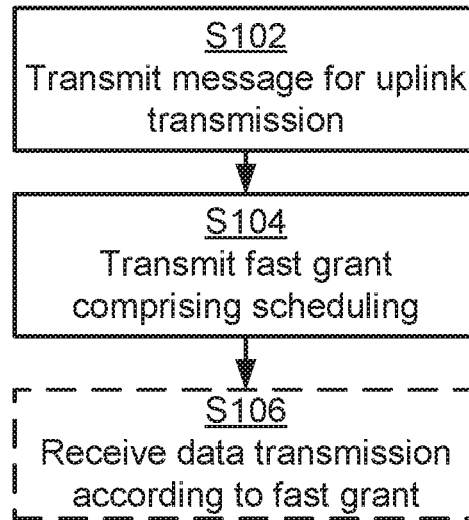 S102
Transmit message for uplink
transmission
S104
Transmit fast grant
comprising scheduling
S106
Receive data transmission
according to fast grant